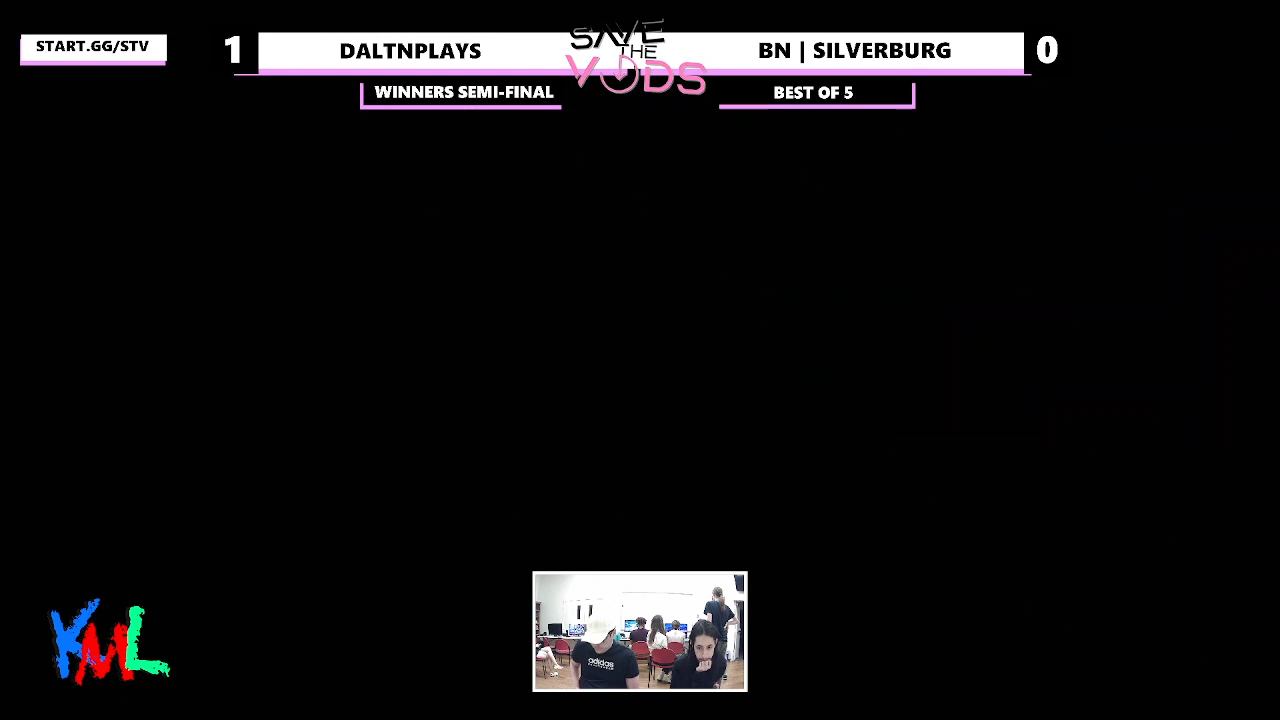 START.GG/STV
1
DALTNPLAYS
SAVE
THE
VODS
BN | SILVERBURG
0
WINNERS SEMI-FINAL
BEST OF 5
KML
adidas